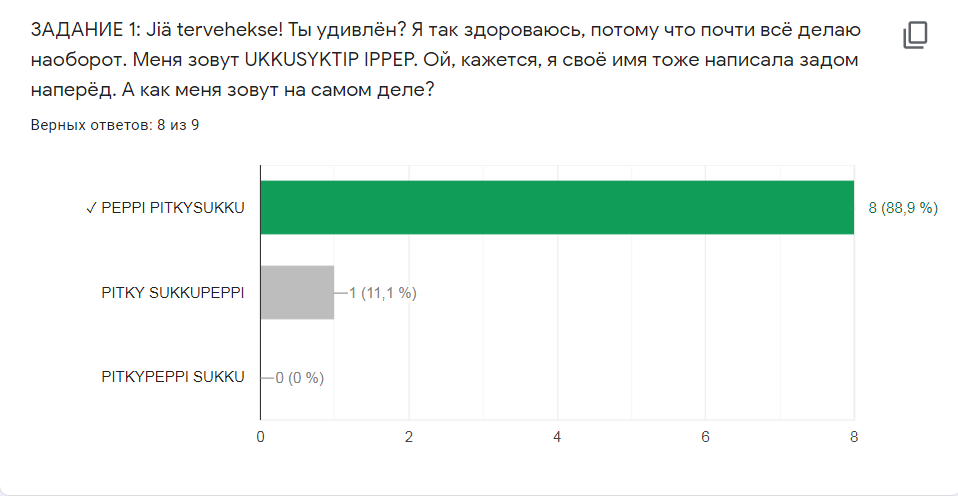 ЗАДАНИЕ 1: Jiä tervehekse! Ты удивлён? Я так здороваюсь, потому что почти всё делаю
наоборот. Меня зовут UKKUSYKTIP IPPEP. Ой, кажется, я своё имя тоже написала задом
наперёд. А как меня зовут на самом деле?
Верных ответов: 8 из 9
✓ PEPPI PITKYSUKKU
8 (88,9 %)
PITKY SUKKUPEPPI
1 (11,1 %)
PITKYPEPPI SUKKU
0 (0 %)
0 2 4 6 8